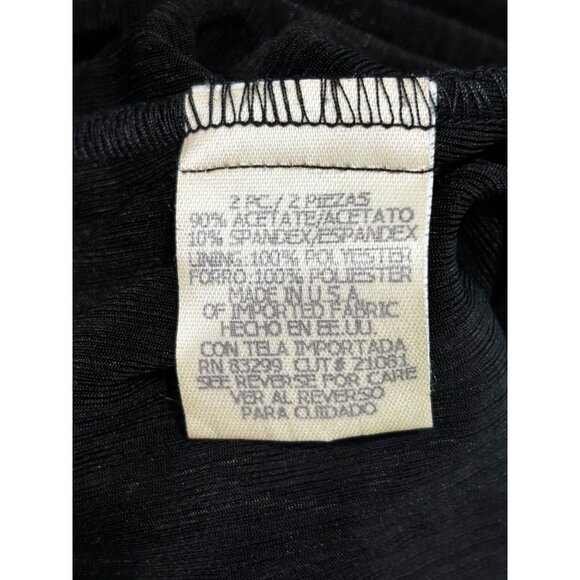 2 PC./ 2 PIEZAS
90% ACETATE/ACETATO
10% SPANDEX/ESPANDEX
LINING: 100% POLYESTER
FORRO: 100% POLIESTER
MADE IN U.S.A.
OF IMPORTED FABRIC
HECHO EN EE.UU.
CON TELA IMPORTADA
RN 83299 CUT# 21081
SEE REVERSE FOR CARE
VER AL REVERSO
PARA CUIDADO